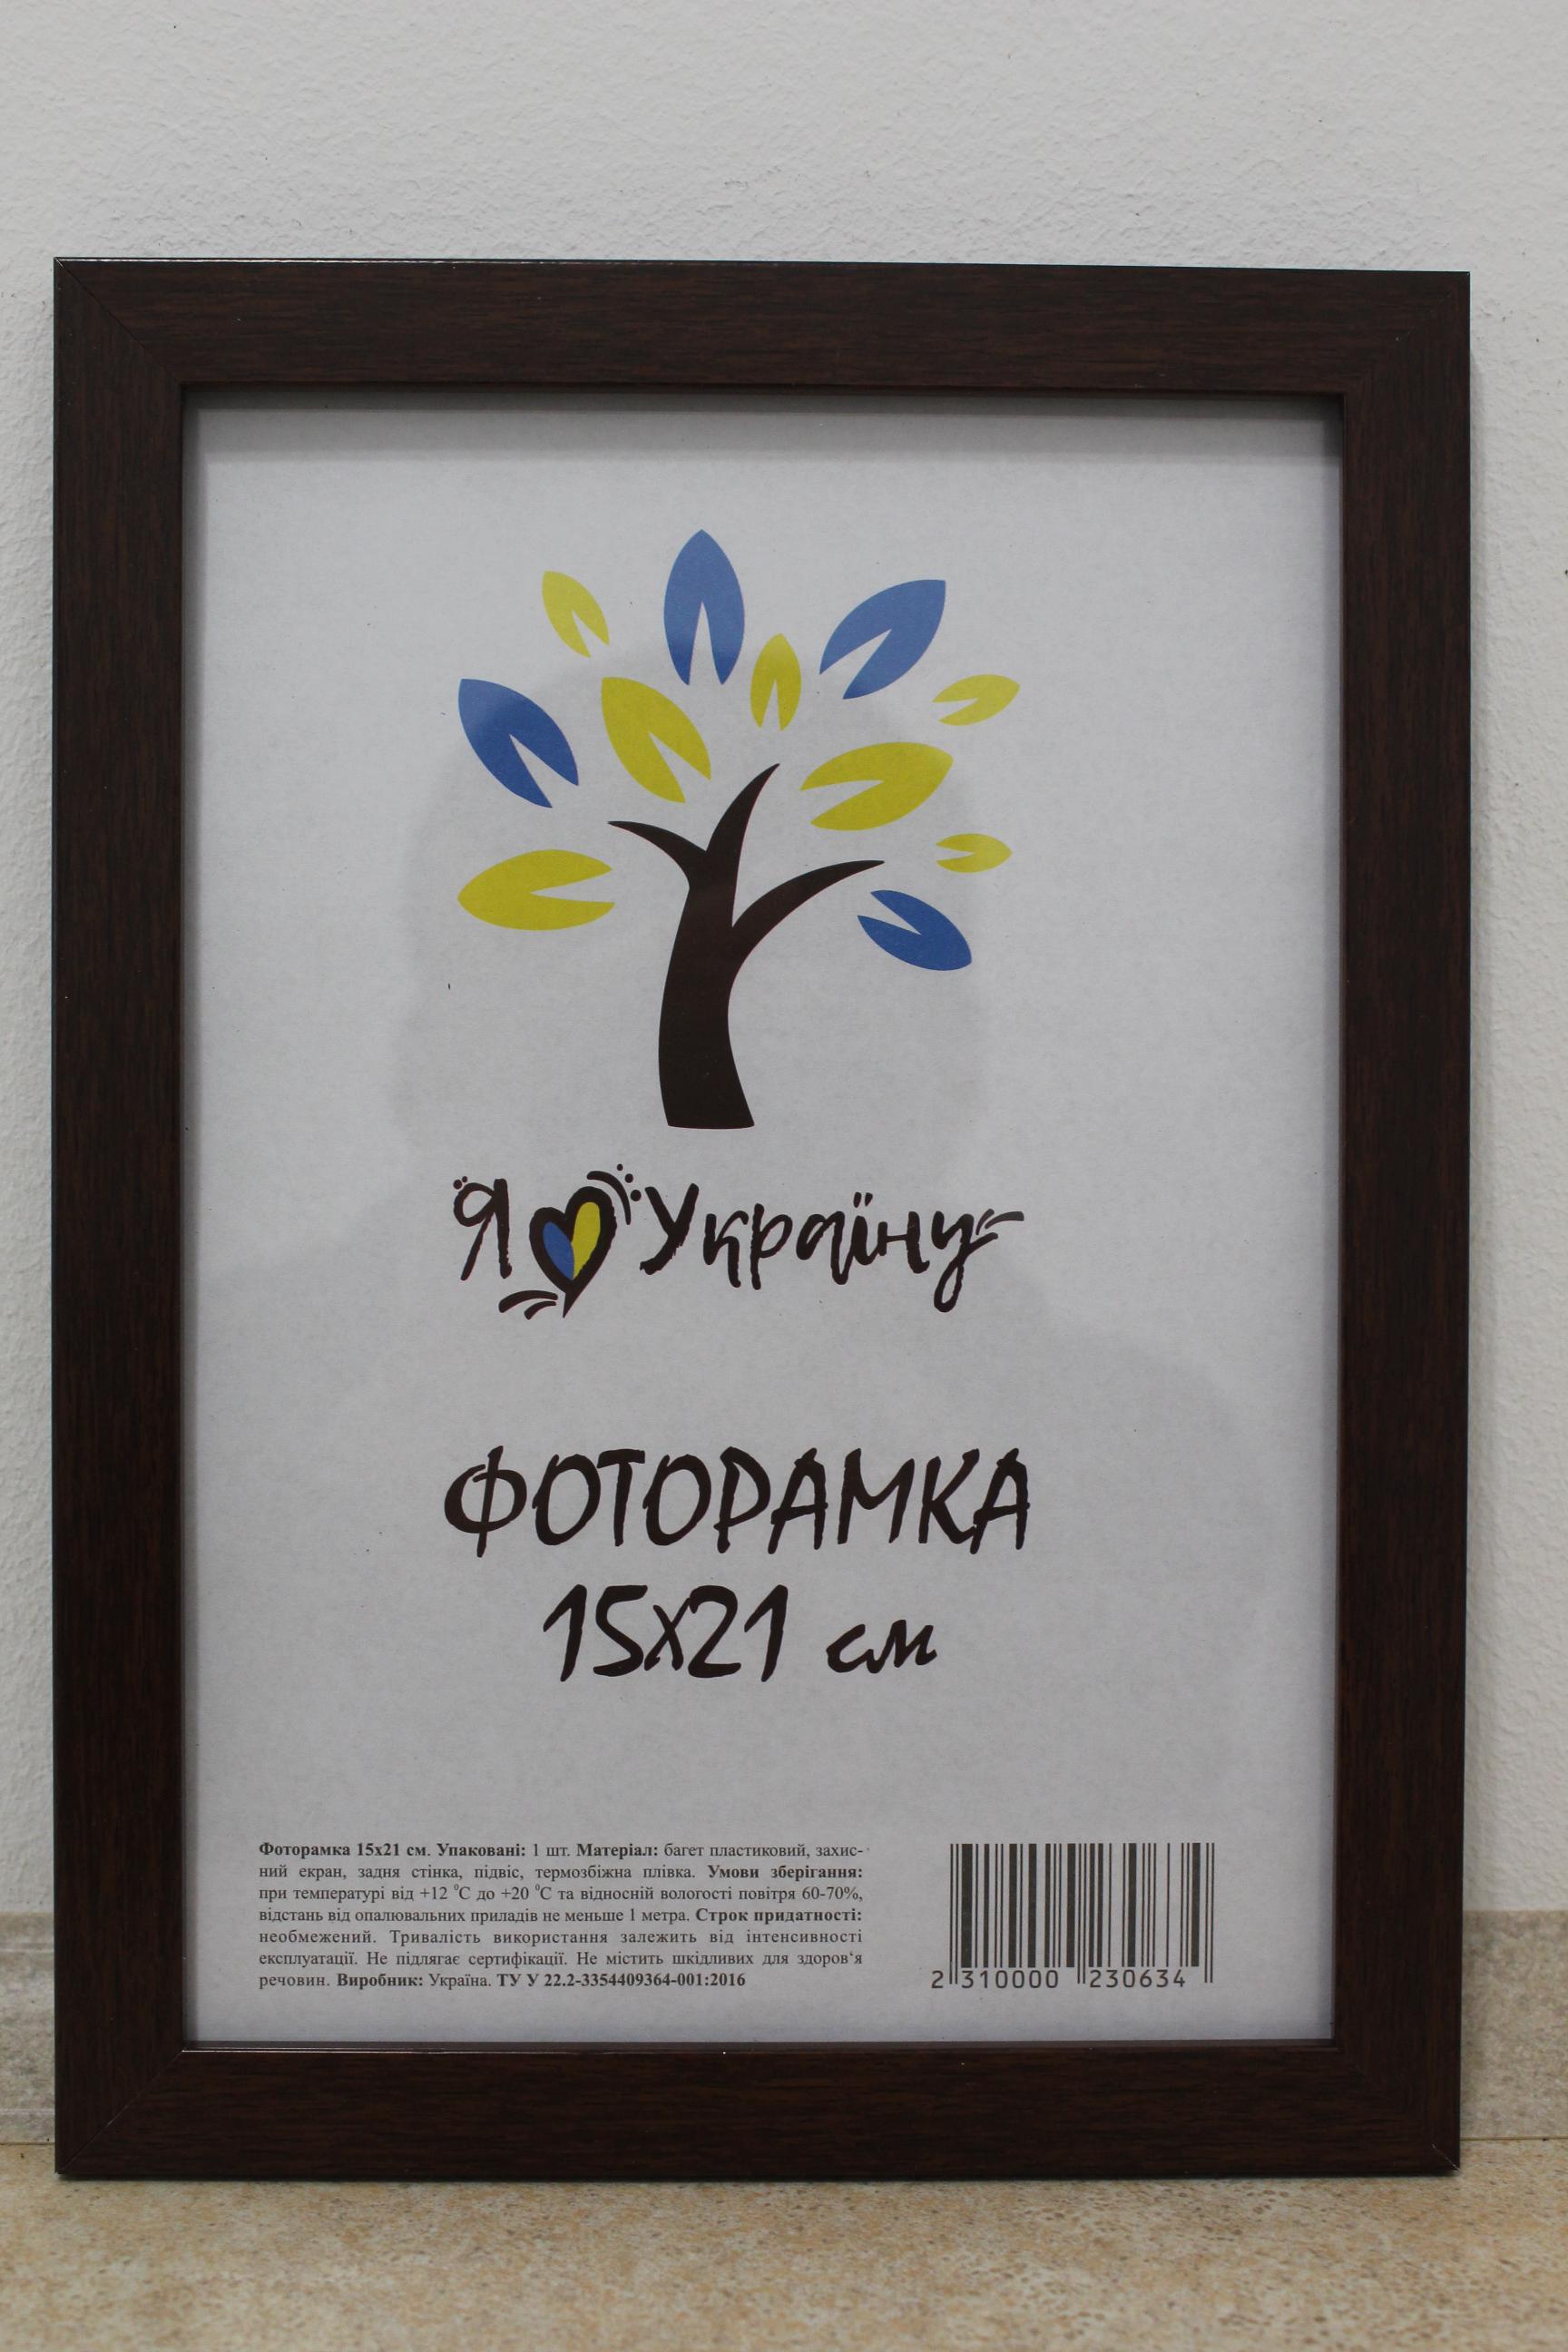 Я Україну
ФОТОРАМКА
15х21 см
Фоторамка 15х21 см. Упаковані: 1 шт. Матеріал: багет пластиковий, захис-
ний екран, задня стінка, підвіс, термозбіжна плівка. Умови зберігання:
при температурі від +12 °С до +20 °С та відносній вологості повітря 60-70%,
відстань від опалювальних приладів не меньше 1 метра. Строк придатності:
необмежений. Тривалість використання залежить від інтенсивності
експлуатації. Не підлягає сертифікації. Не містить шкідливих для здоров‘я
речовин. Виробник: Україна. ТУ У 22.2-3354409364-001:2016
2 310000 230634